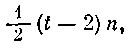 1/2 (t − 2) n,